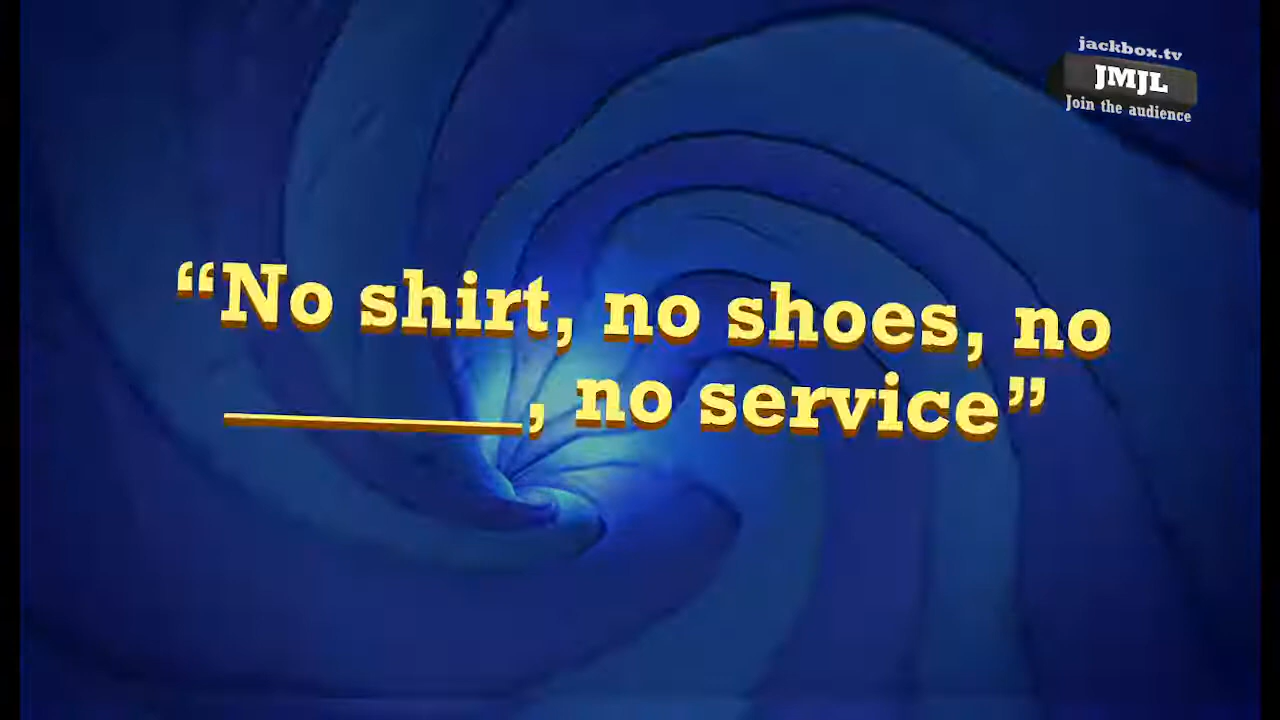 jackbox.tv
JMJL
Join the audience
“No shirt, no shoes, no
________, no service”